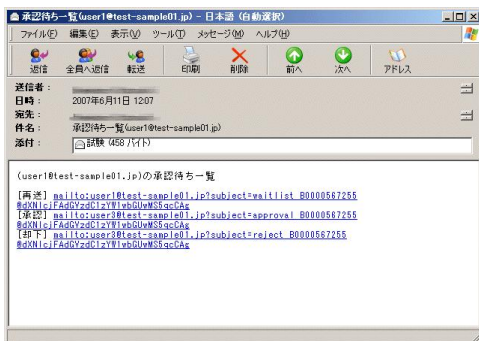 承認待ち一覧(user1@test-sample01.jp) - 日本語 (自動選択)
ファイル(F) 編集(E) 表示(V) ツール(T) メッセージ(M) ヘルプ(H)
返信 全員へ返信 転送 印刷 削除 前へ 次へ アドレス
送信者：
日時： 2007年6月11日 12:07
宛先：
件名： 承認待ち一覧(user1@test-sample01.jp)
添付： 試験 (458 バイト)
(user1@test-sample01.jp)の承認待ち一覧
[再送] mailto:user1@test-sample01.jp?subject=waitlist B0000567255
[承認] mailto:user3@test-sample01.jp?subject=approval B0000567255
[却下] mailto:user3@test-sample01.jp?subject=reject B0000567255